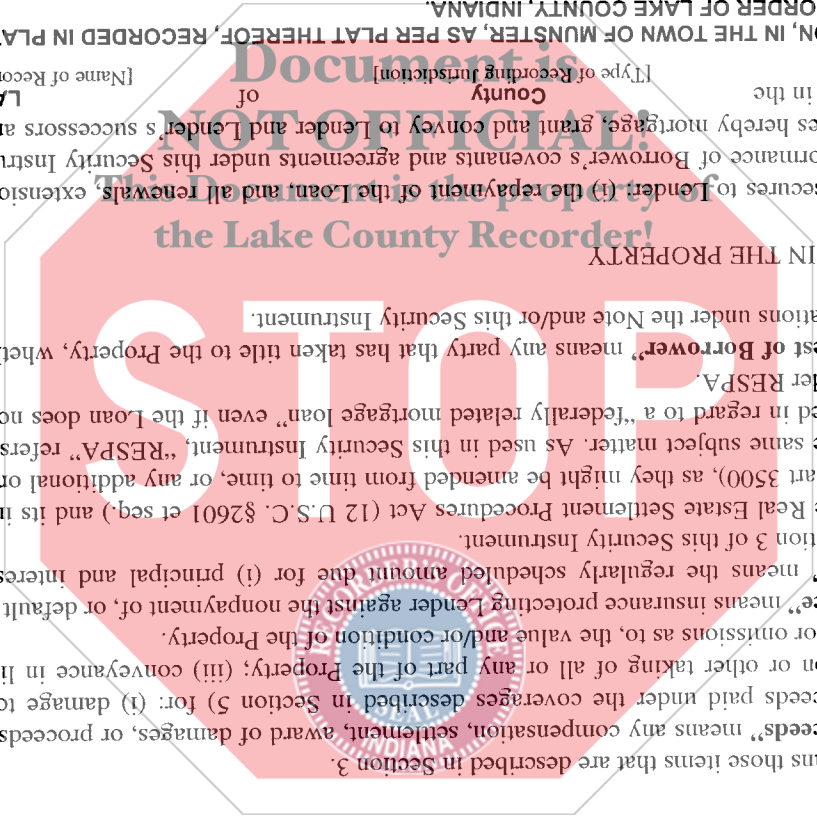 Document is
NOT OFFICIAL!
This Document is the property of
the Lake County Recorder!
STOP
RECORDER'S OFFICE
SEAL
INDIANA
ans those items that are described in Section 3.
ceeds” means any compensation, settlement, award of damages, or proceeds
ceeds paid under the coverages described in Section 5) for: (i) damage to
on or other taking of all or any part of the Property; (iii) conveyance in li
or omissions as to, the value and/or condition of the Property.
ce” means insurance protecting Lender against the nonpayment of, or default
” means the regularly scheduled amount due for (i) principal and interes
tion 3 of this Security Instrument.
e Real Estate Settlement Procedures Act (12 U.S.C. §2601 et seq.) and its i
art 3500), as they might be amended from time to time, or any additional or
e same subject matter. As used in this Security Instrument, “RESPA” refers
ed in regard to a “federally related mortgage loan” even if the Loan does no
der RESPA.
est of Borrower” means any party that has taken title to the Property, wheth
ations under the Note and/or this Security Instrument.
IN THE PROPERTY
secures to Lender: (i) the repayment of the Loan, and all renewals, extensio
ormance of Borrower’s covenants and agreements under this Security Instru
es hereby mortgage, grant and convey to Lender and Lender’s successors an
in the County of LA
[Type of Recording Jurisdiction] [Name of Recor
ON, IN THE TOWN OF MUNSTER, AS PER PLAT THEREOF, RECORDED IN PLAT
ORDER OF LAKE COUNTY, INDIANA.